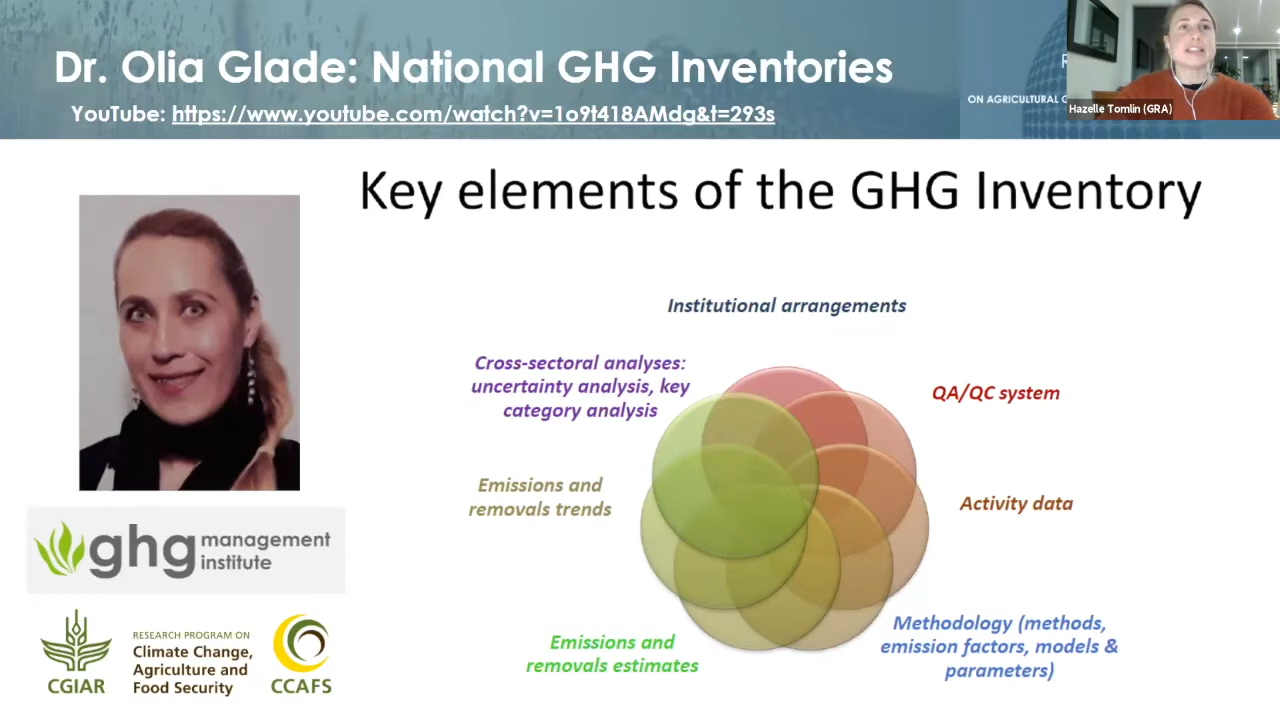 Dr. Olia Glade: National GHG Inventories
YouTube: https://www.youtube.com/watch?v=1o9t418AMdg&t=293s
R
ON AGRICULTURAL G
Hazelle Tomlin (GRA)
Key elements of the GHG Inventory
Institutional arrangements
Cross-sectoral analyses:
uncertainty analysis, key
category analysis
QA/QC system
Emissions and
removals trends
Activity data
Methodology (methods,
emission factors, models &
parameters)
Emissions and
removals estimates
ghg management
institute
CGIAR
RESEARCH PROGRAM ON
Climate Change,
Agriculture and
Food Security
CCAFS